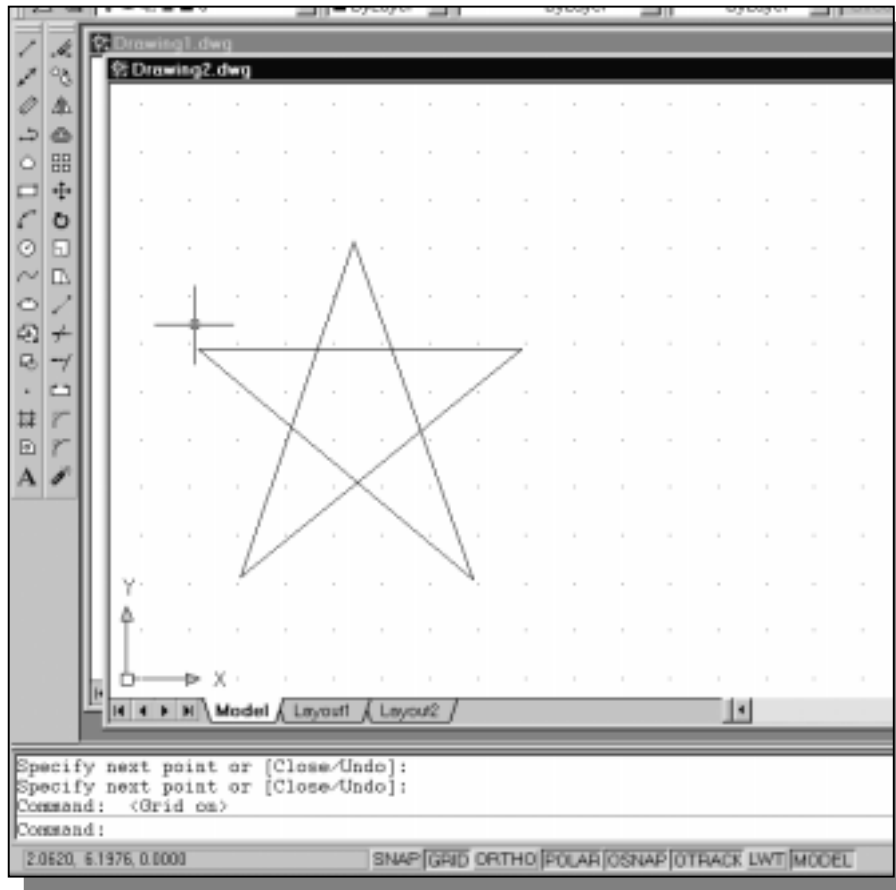 Drawing1.dwg
Drawing2.dwg
A
Y
X
Model Layout1 Layout2
Specify next point or [Close/Undo]:
Specify next point or [Close/Undo]:
Command: <Grid on>
Command:
2.0620, 6.1976, 0.0000 SNAP GRID ORTHO POLAR OSNAP OTRACK LWT MODEL